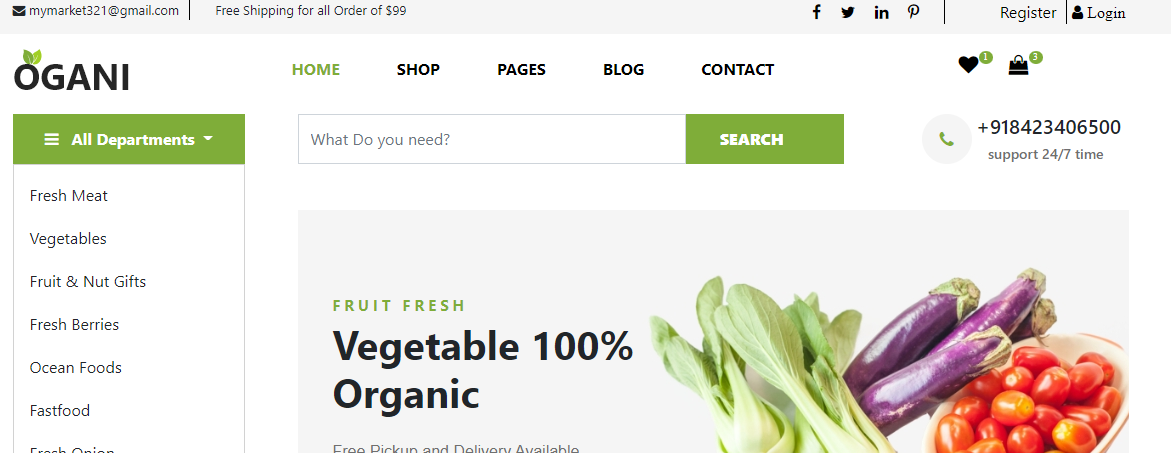 mymarket321@gmail.com
Free Shipping for all Order of $99
Register
Login
OGANI
HOME
SHOP
PAGES
BLOG
CONTACT
1
3
All Departments
What Do you need?
SEARCH
+918423406500
support 24/7 time
Fresh Meat
Vegetables
Fruit & Nut Gifts
Fresh Berries
Ocean Foods
Fastfood
Fresh Onion
FRUIT FRESH
Vegetable 100%
Organic
Free Pickup and Delivery Available